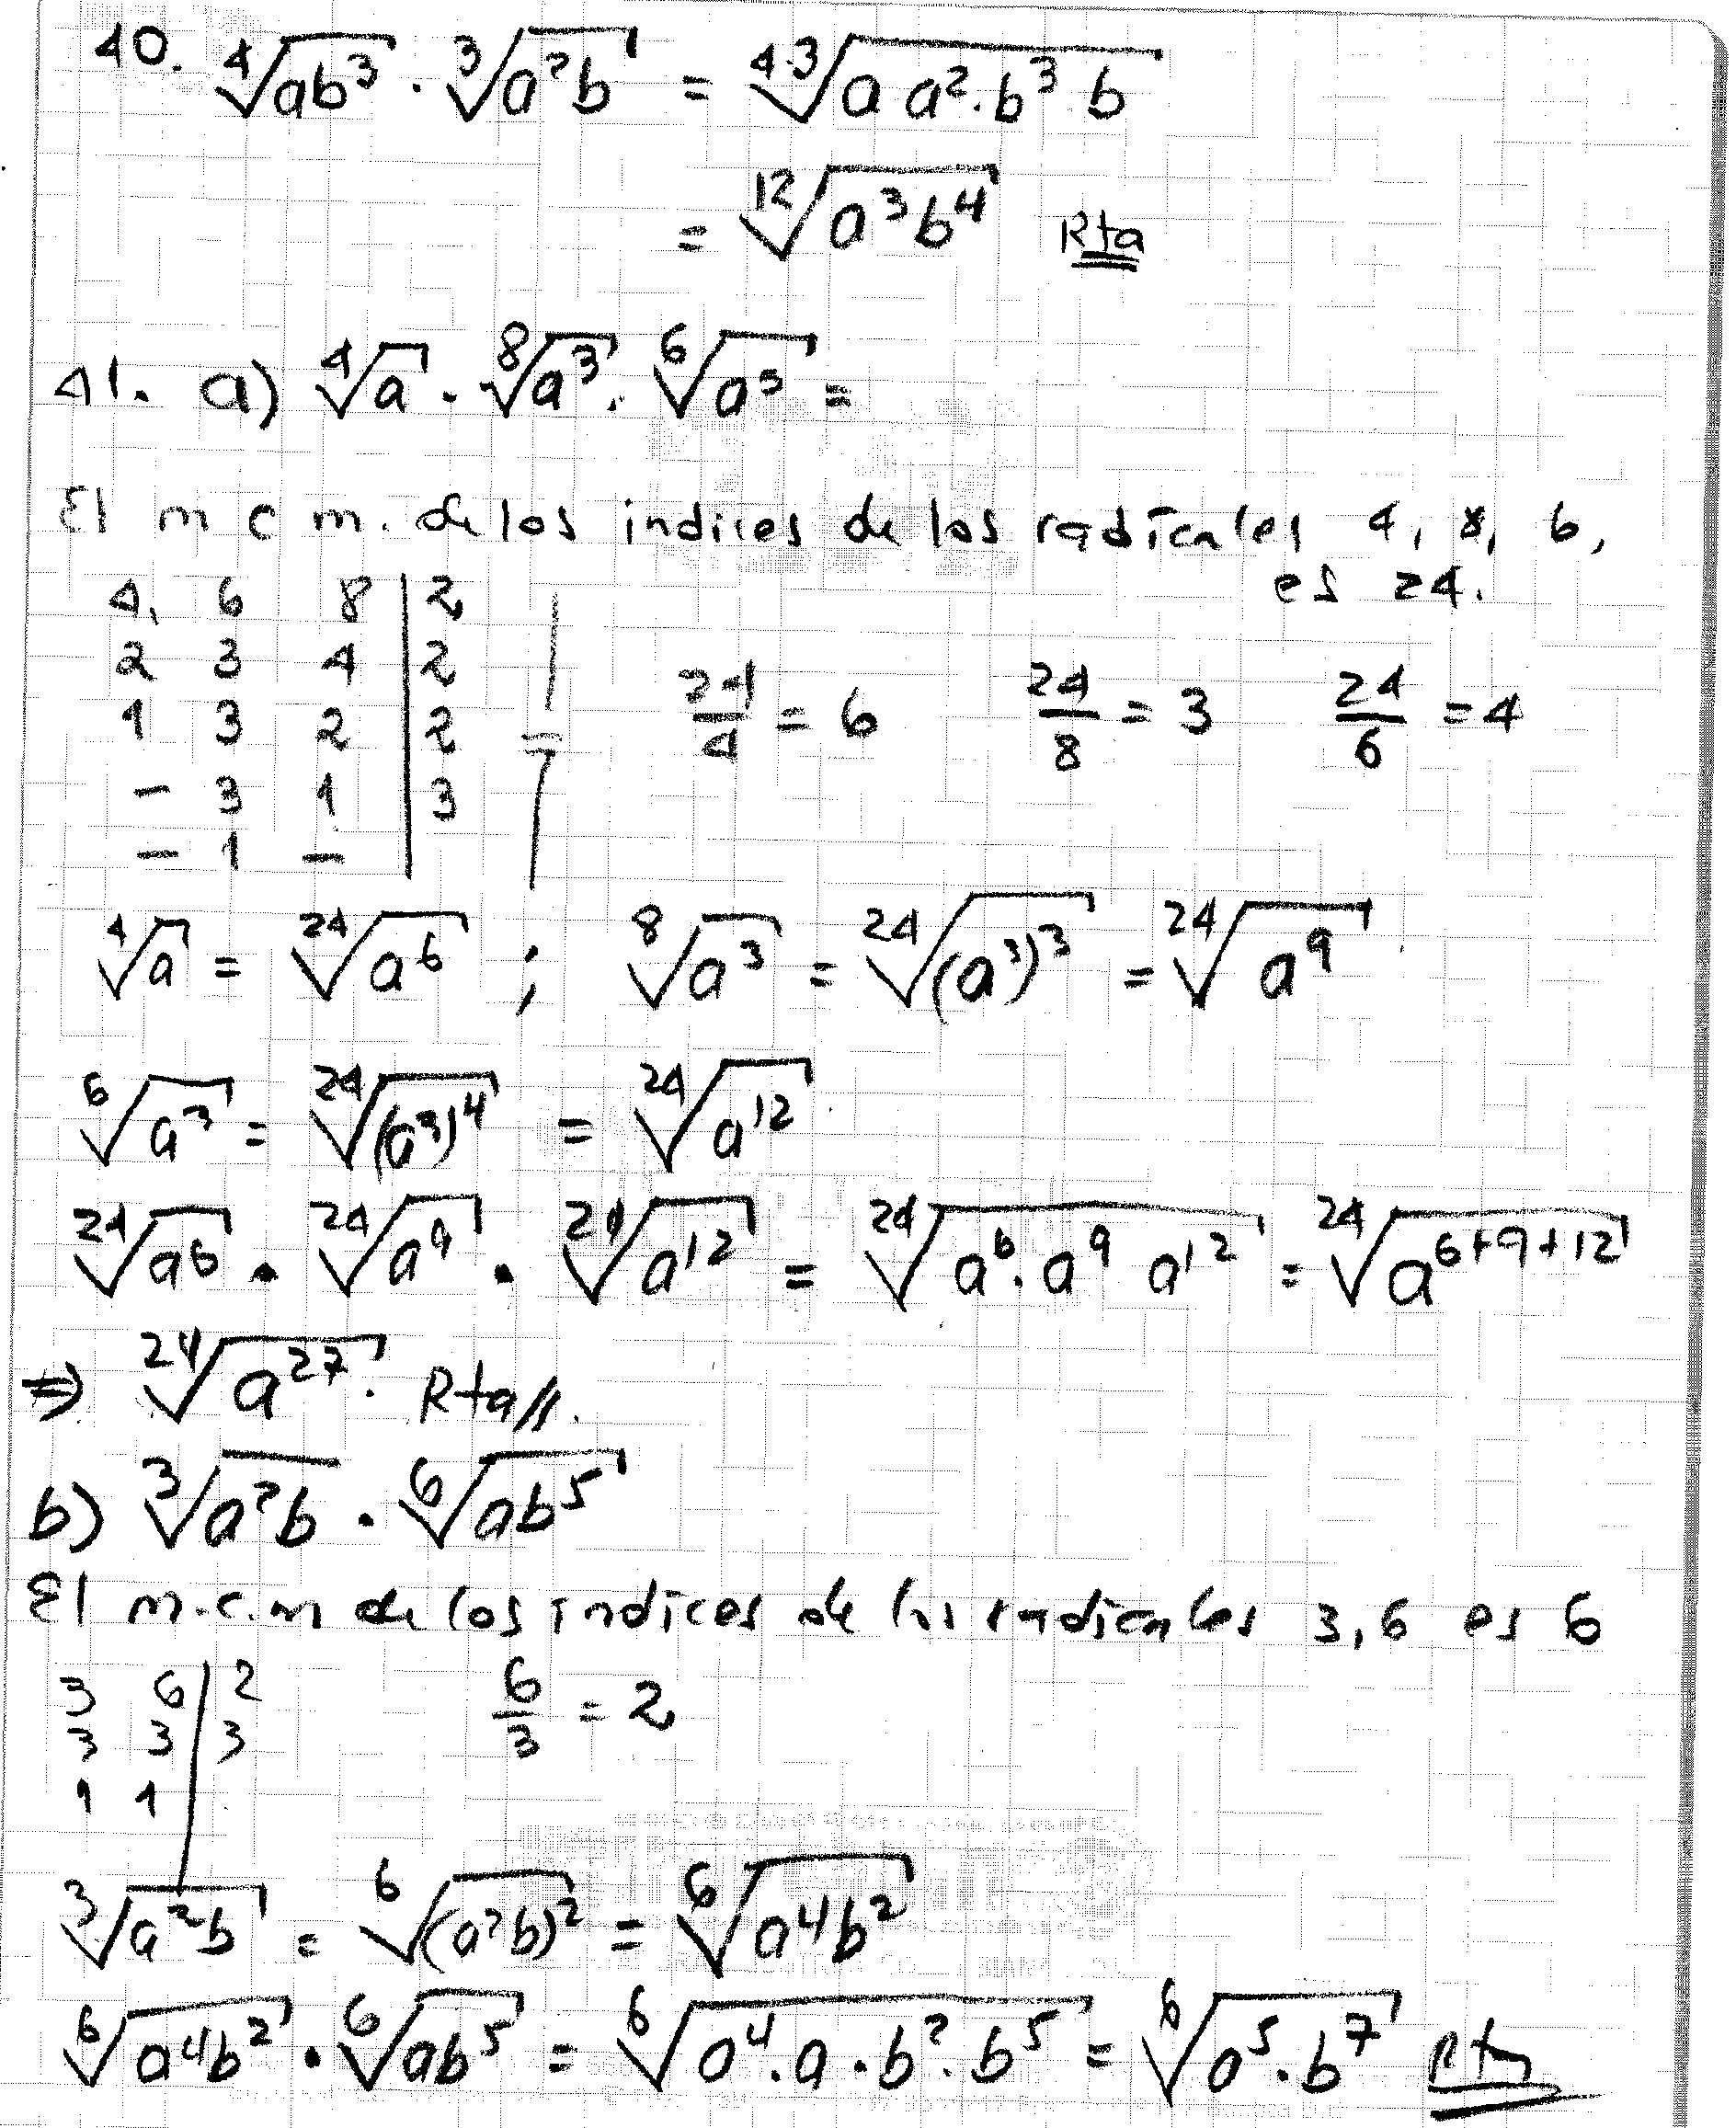 40. ⁴√(ab³) · ³√(a²b) = ⁴·³√(a a² · b³ b)
= ¹²√(a³b⁴) Rta
41. a) ⁴√a · ⁸√(a³) · ⁶√(a³) =
El m c m. de los indices de los radicales 4, 8, 6,
es 24.
4, 6 8 | 2
2 3 4 | 2
1 3 2 | 2 = 24/4 = 6 24/8 = 3 24/6 = 4
- 3 1 | 3
- 1 -
⁴√a = ²⁴√(a⁶) ; ⁸√(a³) = ²⁴√((a³)³) = ²⁴√(a⁹)
⁶√(a³) = ²⁴√((a³)⁴) = ²⁴√(a¹²)
²⁴√(a⁶) · ²⁴√(a⁹) · ²⁴√(a¹²) = ²⁴√(a⁶ · a⁹ a¹²) = ²⁴√(a⁶⁺⁹⁺¹²)
⇒ ²⁴√(a²⁷) . Rta//.
b) ³√(a²b) · ⁶√(ab⁵)
El m.c.m de los indices de los radicales 3,6 es 6
3 6 | 2 6/3 = 2
3 3 | 3
1 1
³√(a²b) = ⁶√((a²b)²) = ⁶√(a⁴b²)
⁶√(a⁴b²) · ⁶√(ab⁵) = ⁶√(a⁴ . a · b² · b⁵) = ⁶√(a⁵ · b⁷) Rta